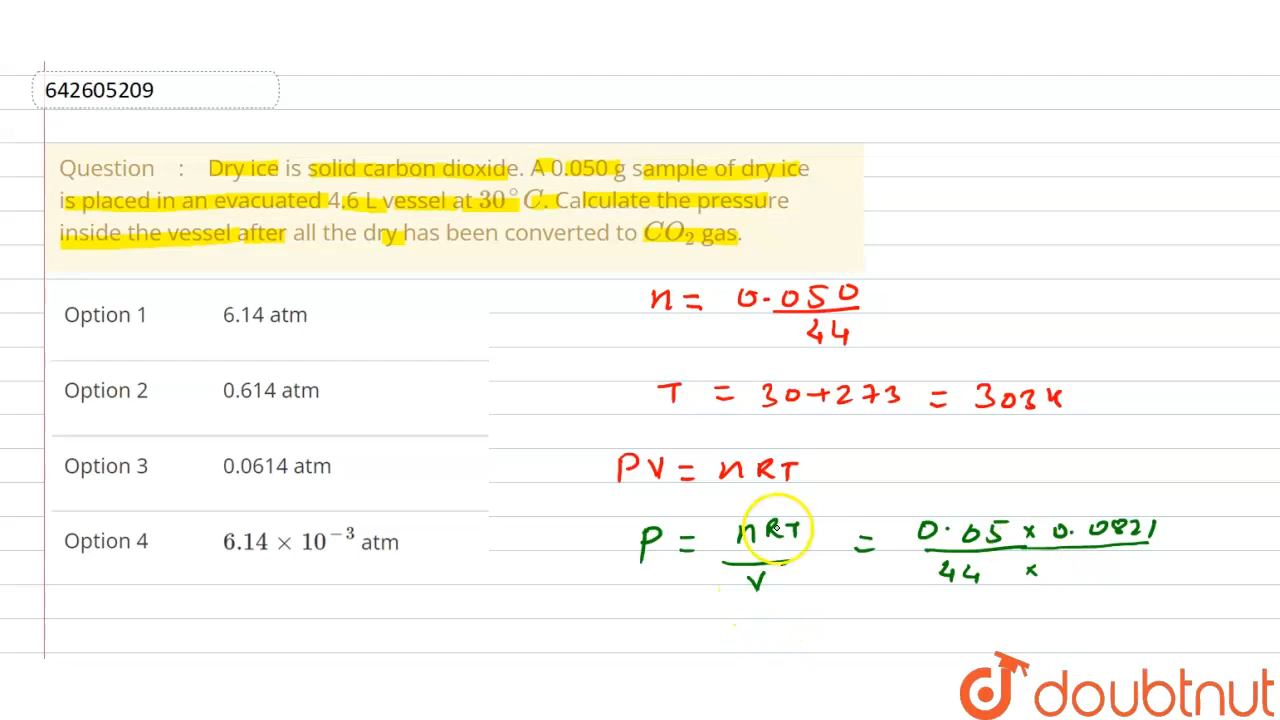 642605209
Question : Dry ice is solid carbon dioxide. A 0.050 g sample of dry ice
is placed in an evacuated 4.6 L vessel at 30°C. Calculate the pressure
inside the vessel after all the dry has been converted to CO₂ gas.
Option 1 6.14 atm
Option 2 0.614 atm
Option 3 0.0614 atm
Option 4 6.14 × 10⁻³ atm
n = 0.050
44
T = 30+273 = 303K
PV = nRT
P = nRT = 0.05 × 0.0821
V 44 ×
doubtnut